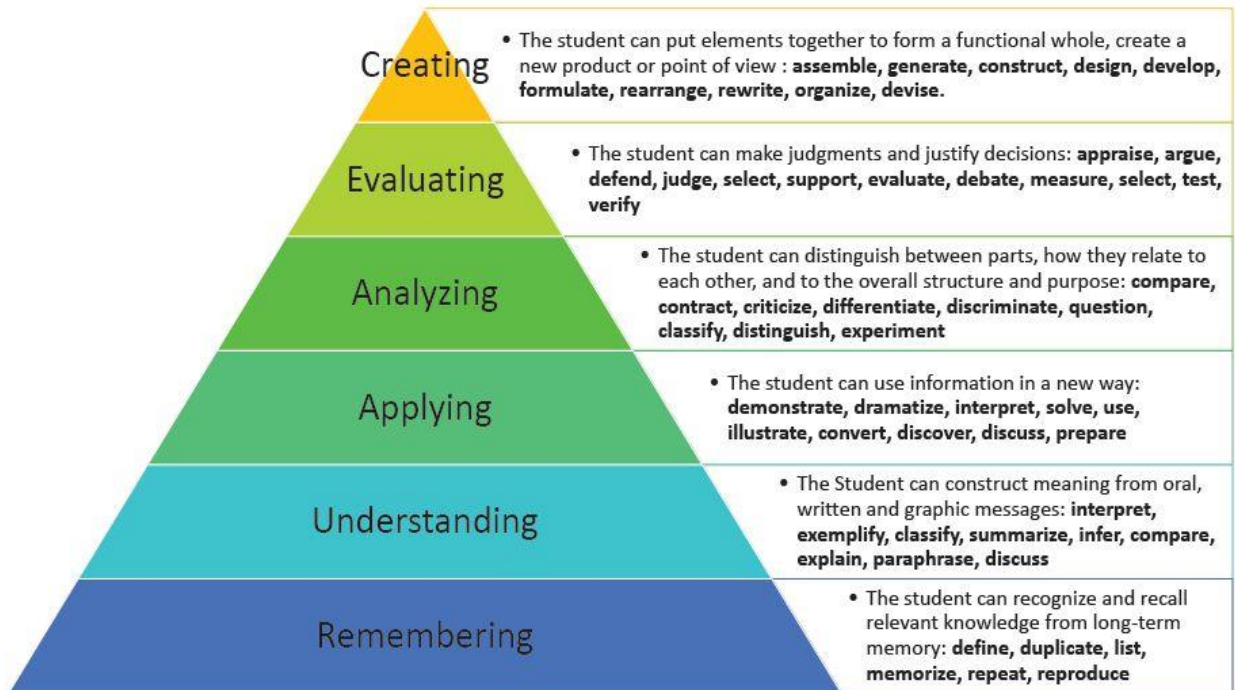 Creating
• The student can put elements together to form a functional whole, create a
new product or point of view : assemble, generate, construct, design, develop,
formulate, rearrange, rewrite, organize, devise.
Evaluating
• The student can make judgments and justify decisions: appraise, argue,
defend, judge, select, support, evaluate, debate, measure, select, test,
verify
Analyzing
• The student can distinguish between parts, how they relate to
each other, and to the overall structure and purpose: compare,
contract, criticize, differentiate, discriminate, question,
classify, distinguish, experiment
Applying
• The student can use information in a new way:
demonstrate, dramatize, interpret, solve, use,
illustrate, convert, discover, discuss, prepare
Understanding
• The Student can construct meaning from oral,
written and graphic messages: interpret,
exemplify, classify, summarize, infer, compare,
explain, paraphrase, discuss
Remembering
• The student can recognize and recall
relevant knowledge from long-term
memory: define, duplicate, list,
memorize, repeat, reproduce